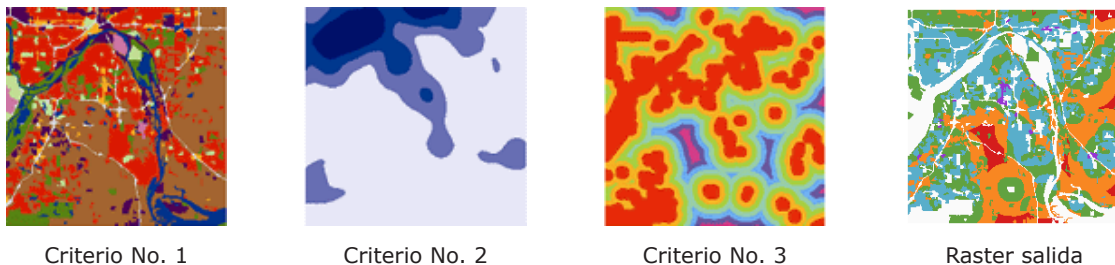 Criterio No. 1
Criterio No. 2
Criterio No. 3
Raster salida